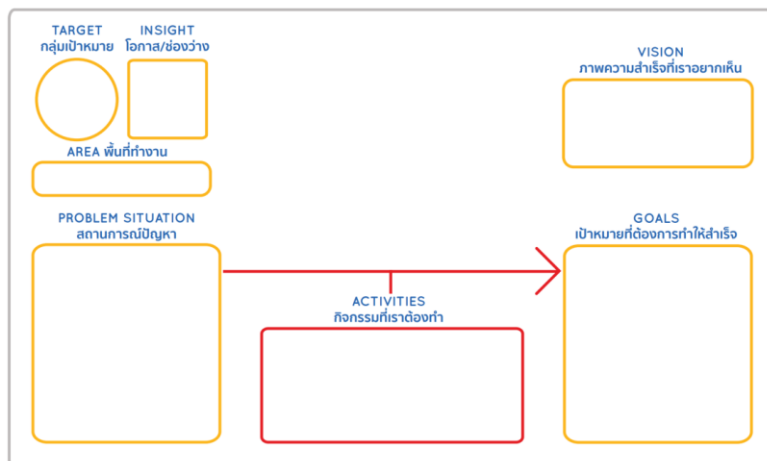 TARGET
กลุ่มเป้าหมาย
INSIGHT
โอกาส/ช่องว่าง
VISION
ภาพความสำเร็จที่เราอยากเห็น
AREA พื้นที่ทำงาน
PROBLEM SITUATION
สถานการณ์ปัญหา
GOALS
เป้าหมายที่ต้องการทำให้สำเร็จ
ACTIVITIES
กิจกรรมที่เราต้องทำ